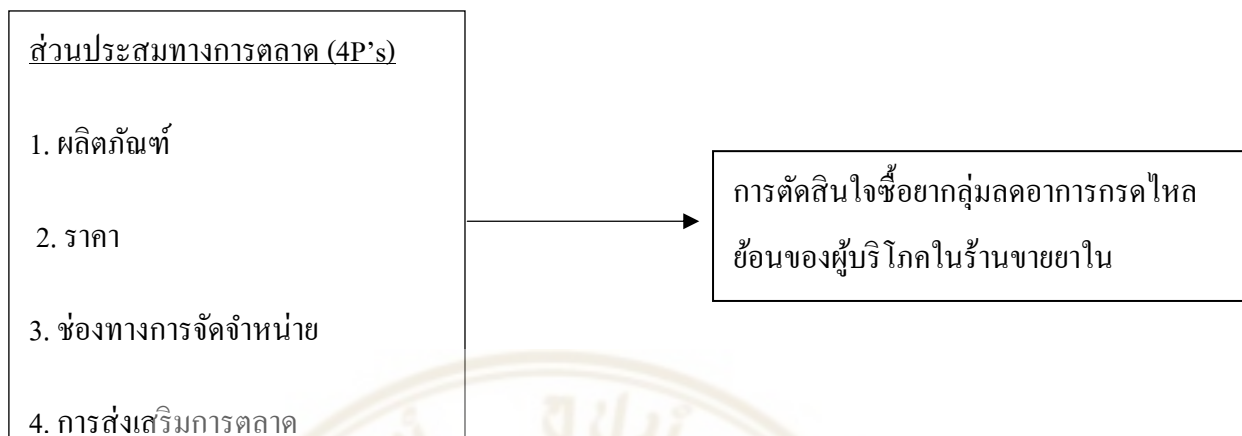 ส่วนประสมทางการตลาด (4P’s)
1. ผลิตภัณฑ์
2. ราคา
3. ช่องทางการจัดจำหน่าย
4. การส่งเสริมการตลาด
การตัดสินใจซื้อยากลุ่มลดอาการกรดไหล
ย้อนของผู้บริโภคในร้านขายยาใน